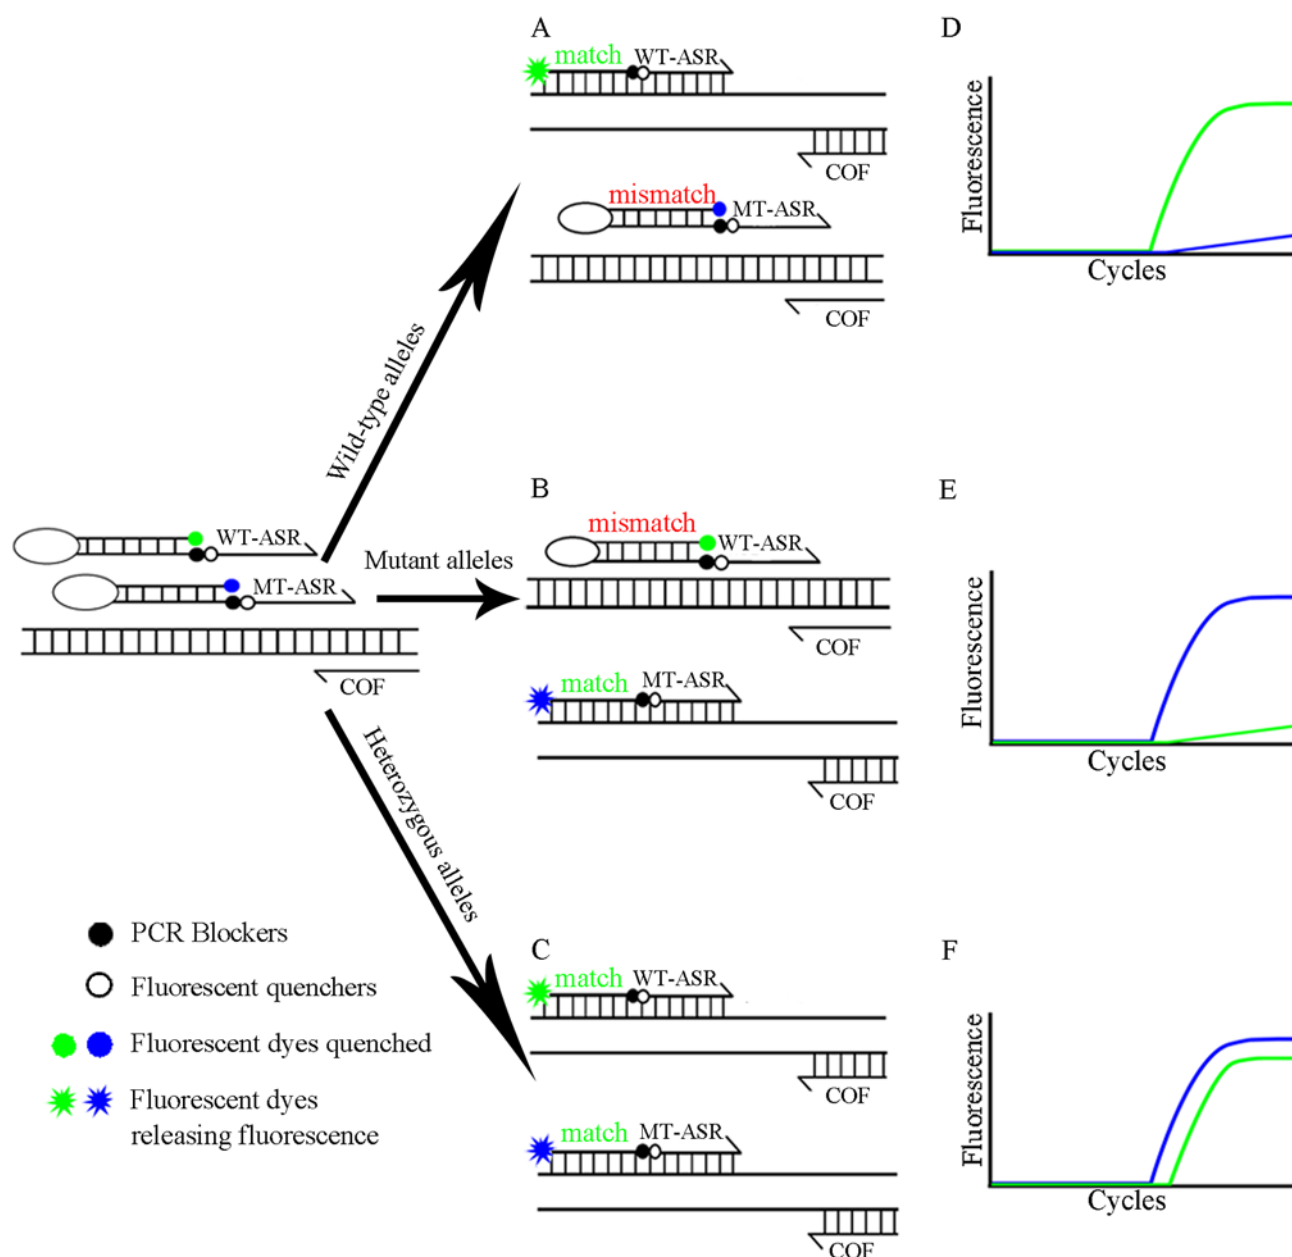 A
match
WT-ASR
COF
mismatch
MT-ASR
COF
D
Fluorescence
Cycles
Wild-type alleles
WT-ASR
MT-ASR
COF
Mutant alleles
B
mismatch
WT-ASR
COF
match
MT-ASR
COF
E
Fluorescence
Cycles
Heterozygous alleles
C
match
WT-ASR
COF
match
MT-ASR
COF
F
Fluorescence
Cycles
PCR Blockers
Fluorescent quenchers
Fluorescent dyes quenched
Fluorescent dyes
releasing fluorescence